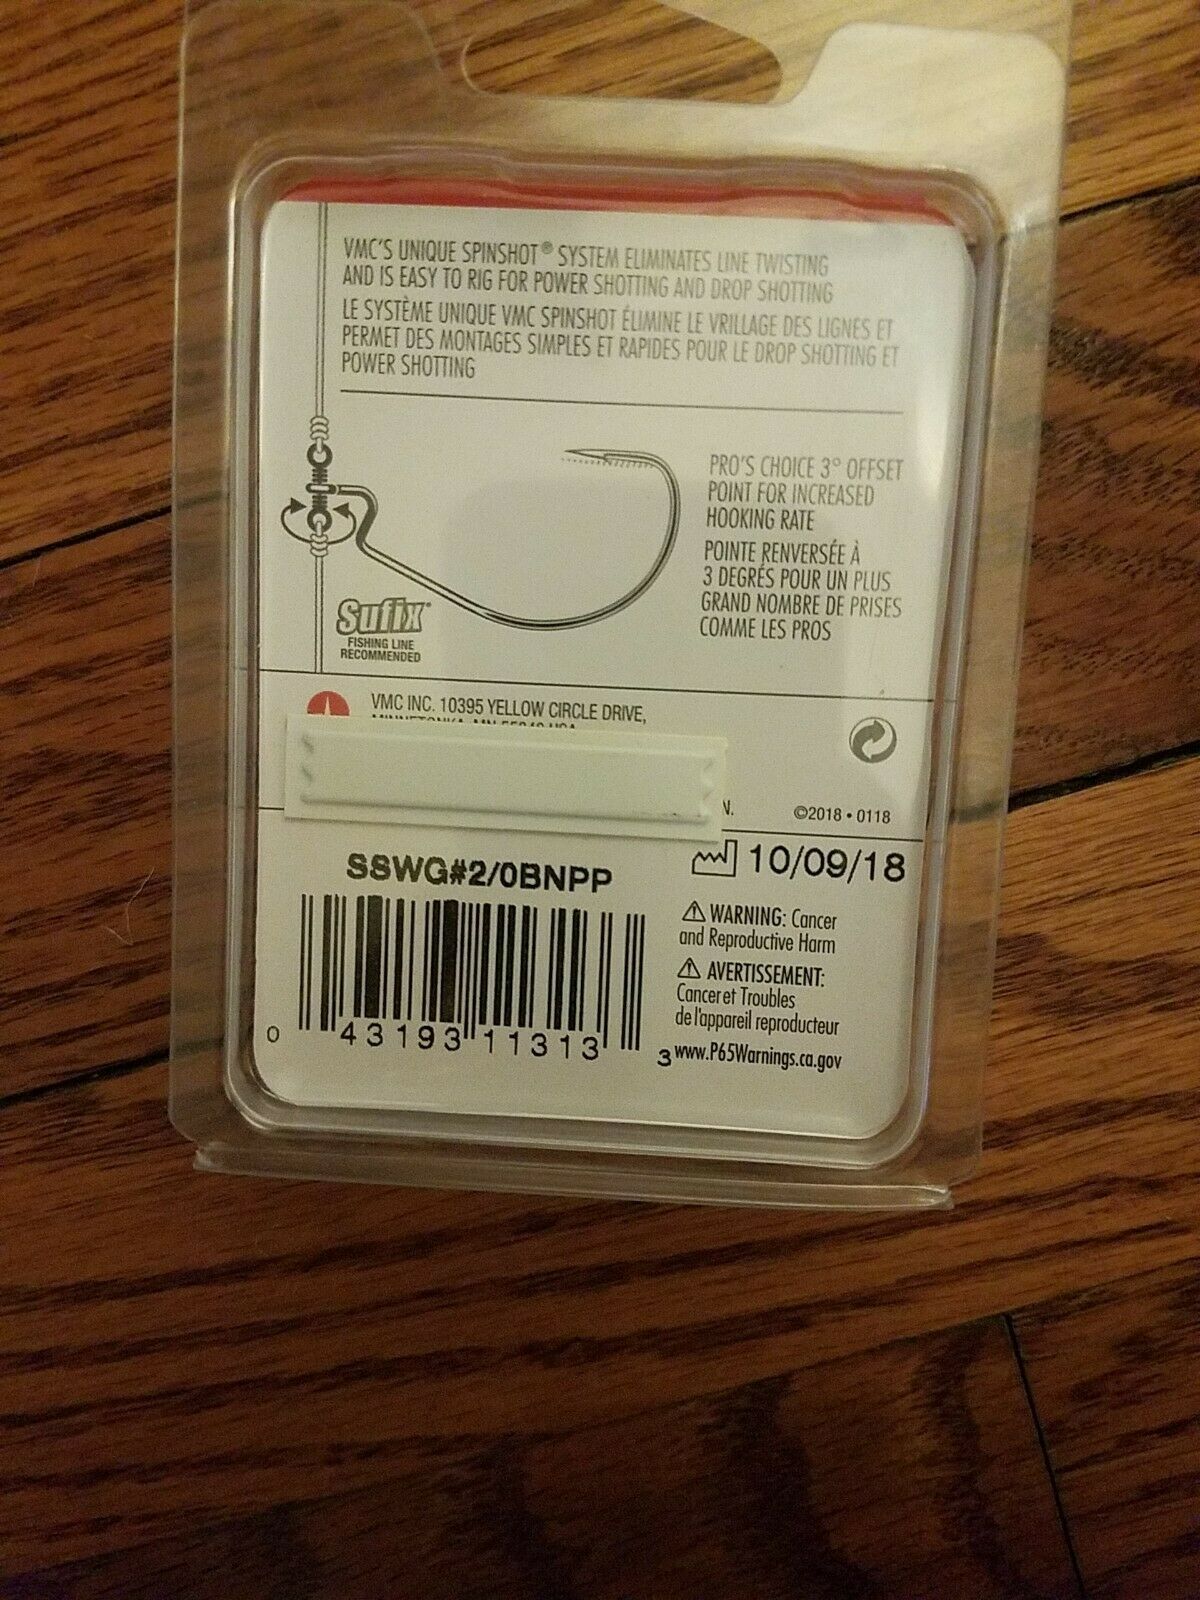 VMC'S UNIQUE SPINSHOT® SYSTEM ELIMINATES LINE TWISTING
AND IS EASY TO RIG FOR POWER SHOTTING AND DROP SHOTTING
LE SYSTÈME UNIQUE VMC SPINSHOT ÉLIMINE LE VRILLAGE DES LIGNES ET
PERMET DES MONTAGES SIMPLES ET RAPIDES POUR LE DROP SHOTTING ET
POWER SHOTTING
PRO'S CHOICE 3° OFFSET
POINT FOR INCREASED
HOOKING RATE
POINTE RENVERSÉE À
3 DEGRÉS POUR UN PLUS
GRAND NOMBRE DE PRISES
COMME LES PROS
Sufix
FISHING LINE
RECOMMENDED
VMC INC. 10395 YELLOW CIRCLE DRIVE,
MINNETONKA, MN
N.
©2018 • 0118
SSWG#2/0BNPP
10/09/18
0 43193 11313 3
⚠ WARNING: Cancer
and Reproductive Harm
⚠ AVERTISSEMENT:
Cancer et Troubles
de l'appareil reproducteur
www.P65Warnings.ca.gov